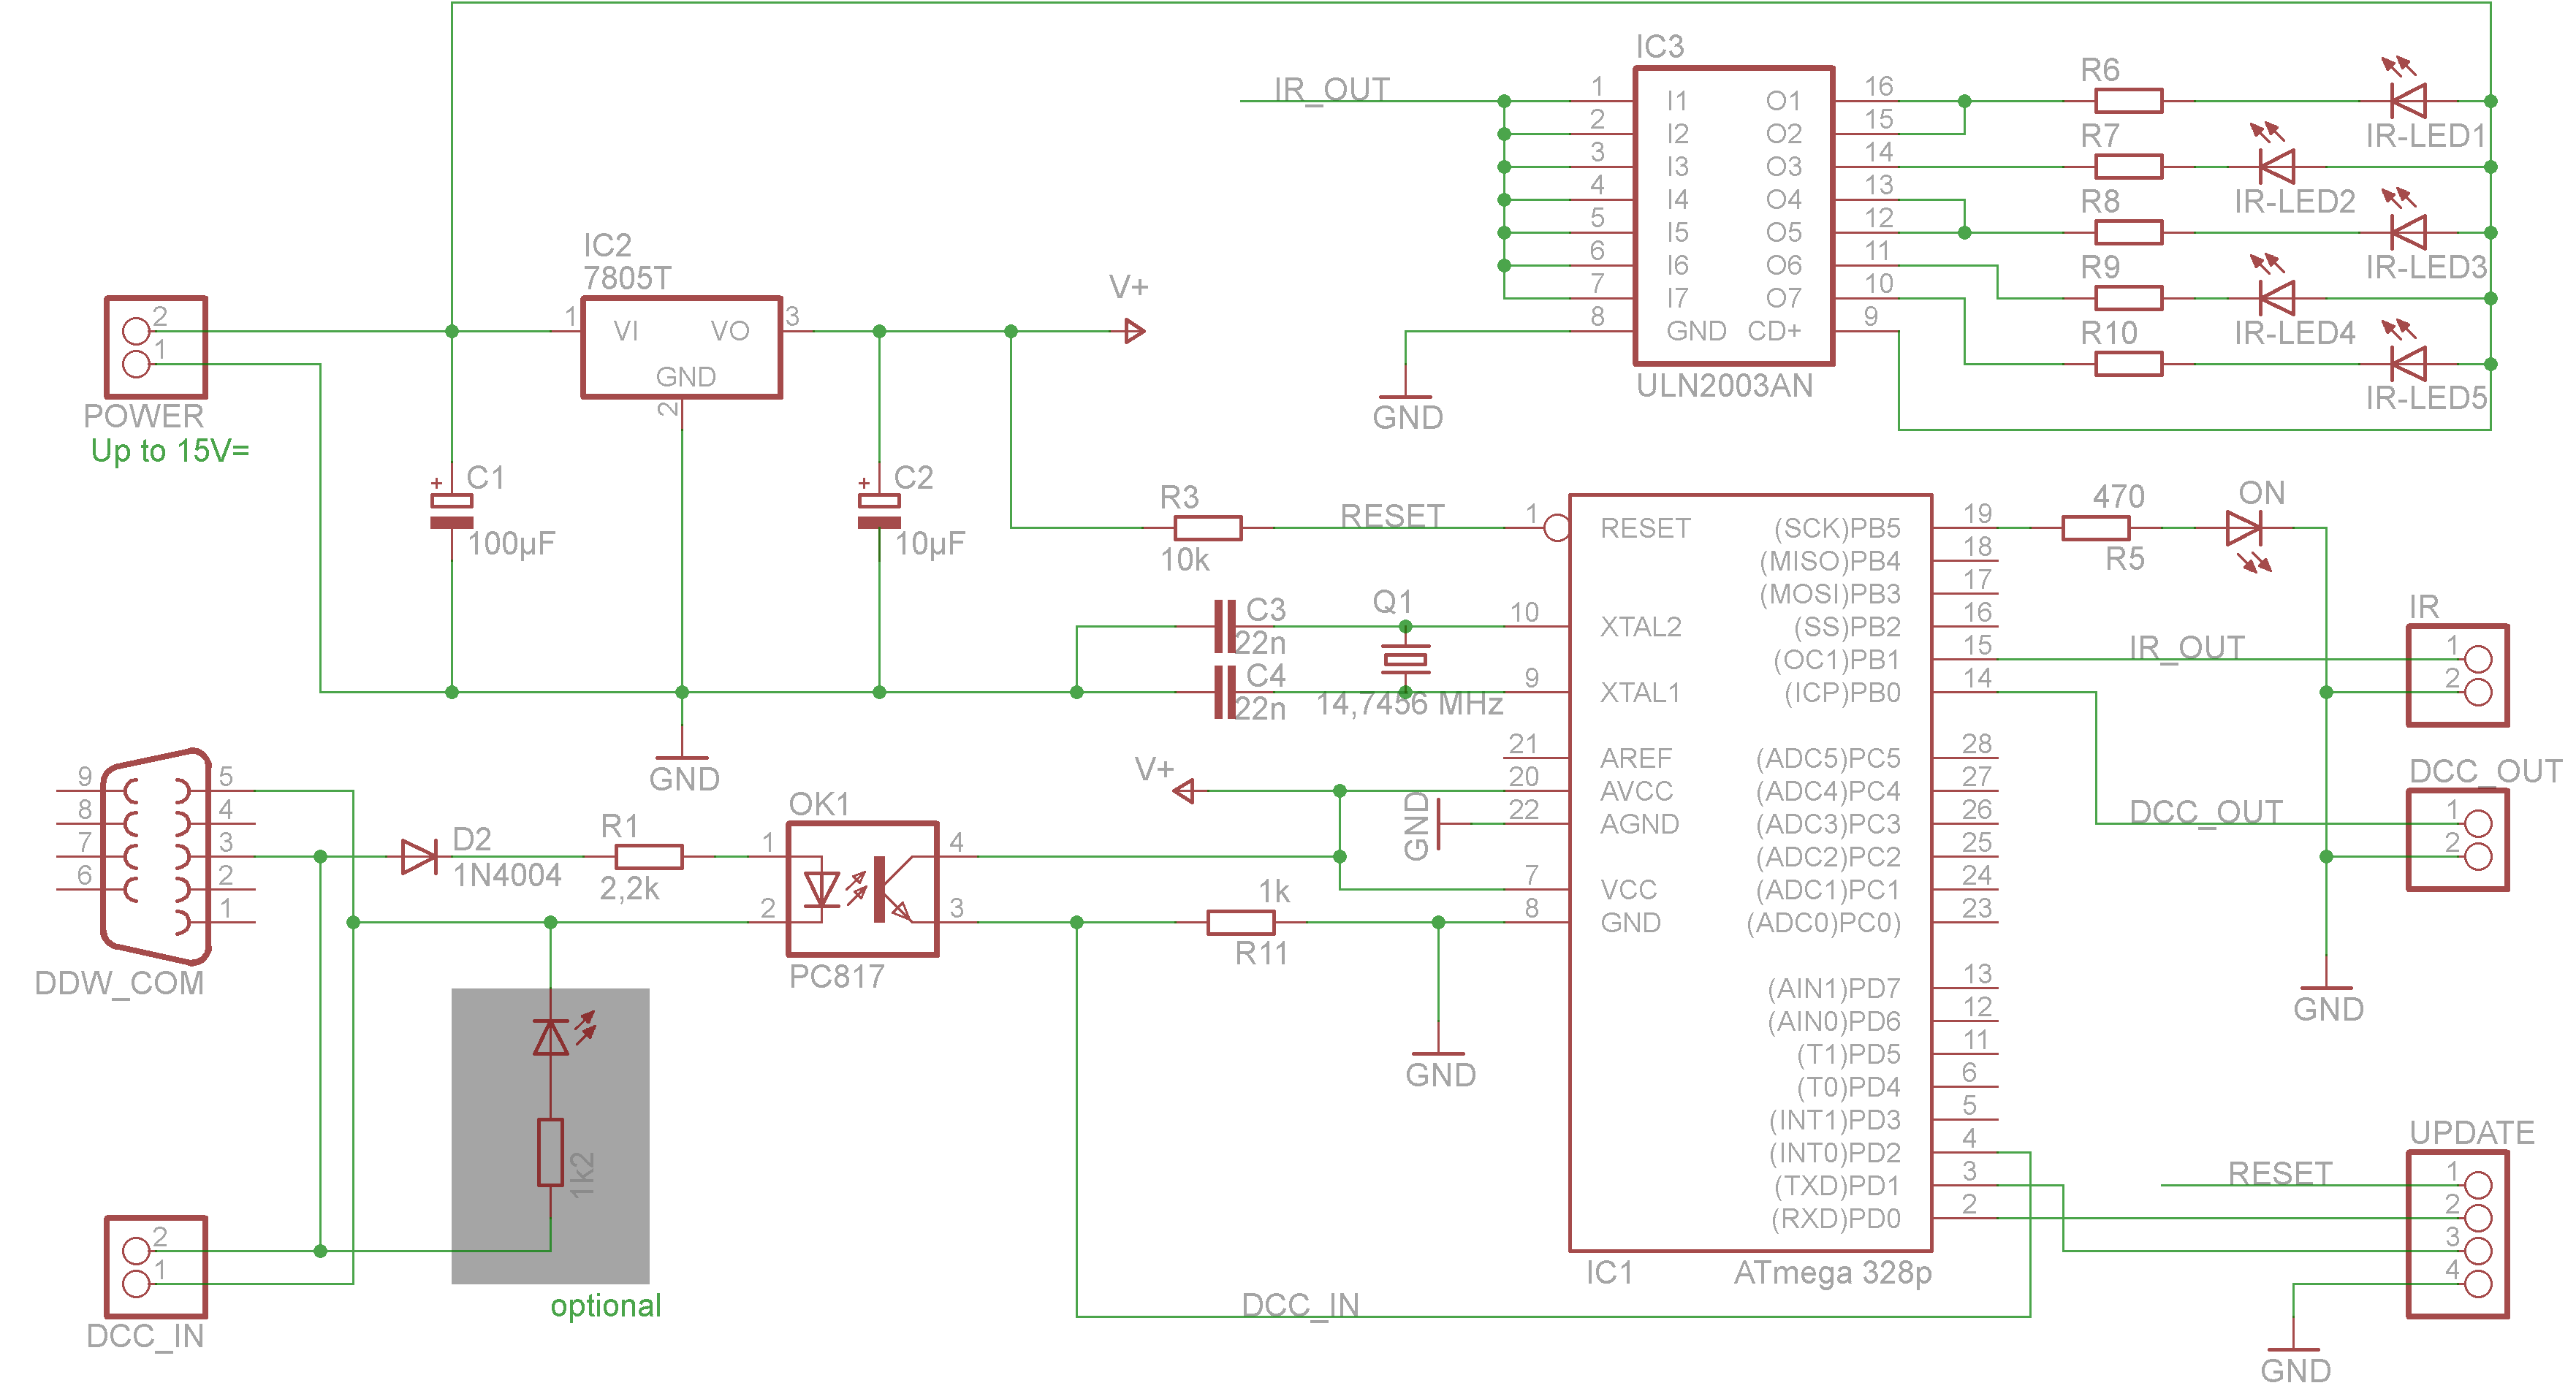 IC3
IR_OUT
1 I1 O1 16
2 I2 O2 15
3 I3 O3 14
4 I4 O4 13
5 I5 O5 12
6 I6 O6 11
7 I7 O7 10
8 GND CD+ 9
ULN2003AN
GND
R6
IR-LED1
R7
IR-LED2
R8
IR-LED3
R9
IR-LED4
R10
IR-LED5
IC2
7805T
1 VI VO 3
GND
2
V+
2
1
POWER
Up to 15V=
+ C1
100µF
+ C2
10µF
R3
10k
RESET
C3
22n
C4
22n
Q1
14,7456 MHz
GND
V+
GND
1 RESET
10 XTAL2
9 XTAL1
21 AREF
20 AVCC
22 AGND
7 VCC
8 GND
(SCK)PB5 19
(MISO)PB4 18
(MOSI)PB3 17
(SS)PB2 16
(OC1)PB1 15
(ICP)PB0 14
(ADC5)PC5 28
(ADC4)PC4 27
(ADC3)PC3 26
(ADC2)PC2 25
(ADC1)PC1 24
(ADC0)PC0) 23
(AIN1)PD7 13
(AIN0)PD6 12
(T1)PD5 11
(T0)PD4 6
(INT1)PD3 5
(INT0)PD2 4
(TXD)PD1 3
(RXD)PD0 2
IC1
ATmega 328p
470
R5
ON
IR
IR_OUT
1
2
DCC_OUT
DCC_OUT
1
2
GND
9 5
8 4
7 3
6 2
1
DDW_COM
D2
1N4004
R1
2,2k
OK1
1 4
2 3
PC817
1k
R11
GND
1k2
optional
2
1
DCC_IN
DCC_IN
UPDATE
RESET
1
2
3
4
GND